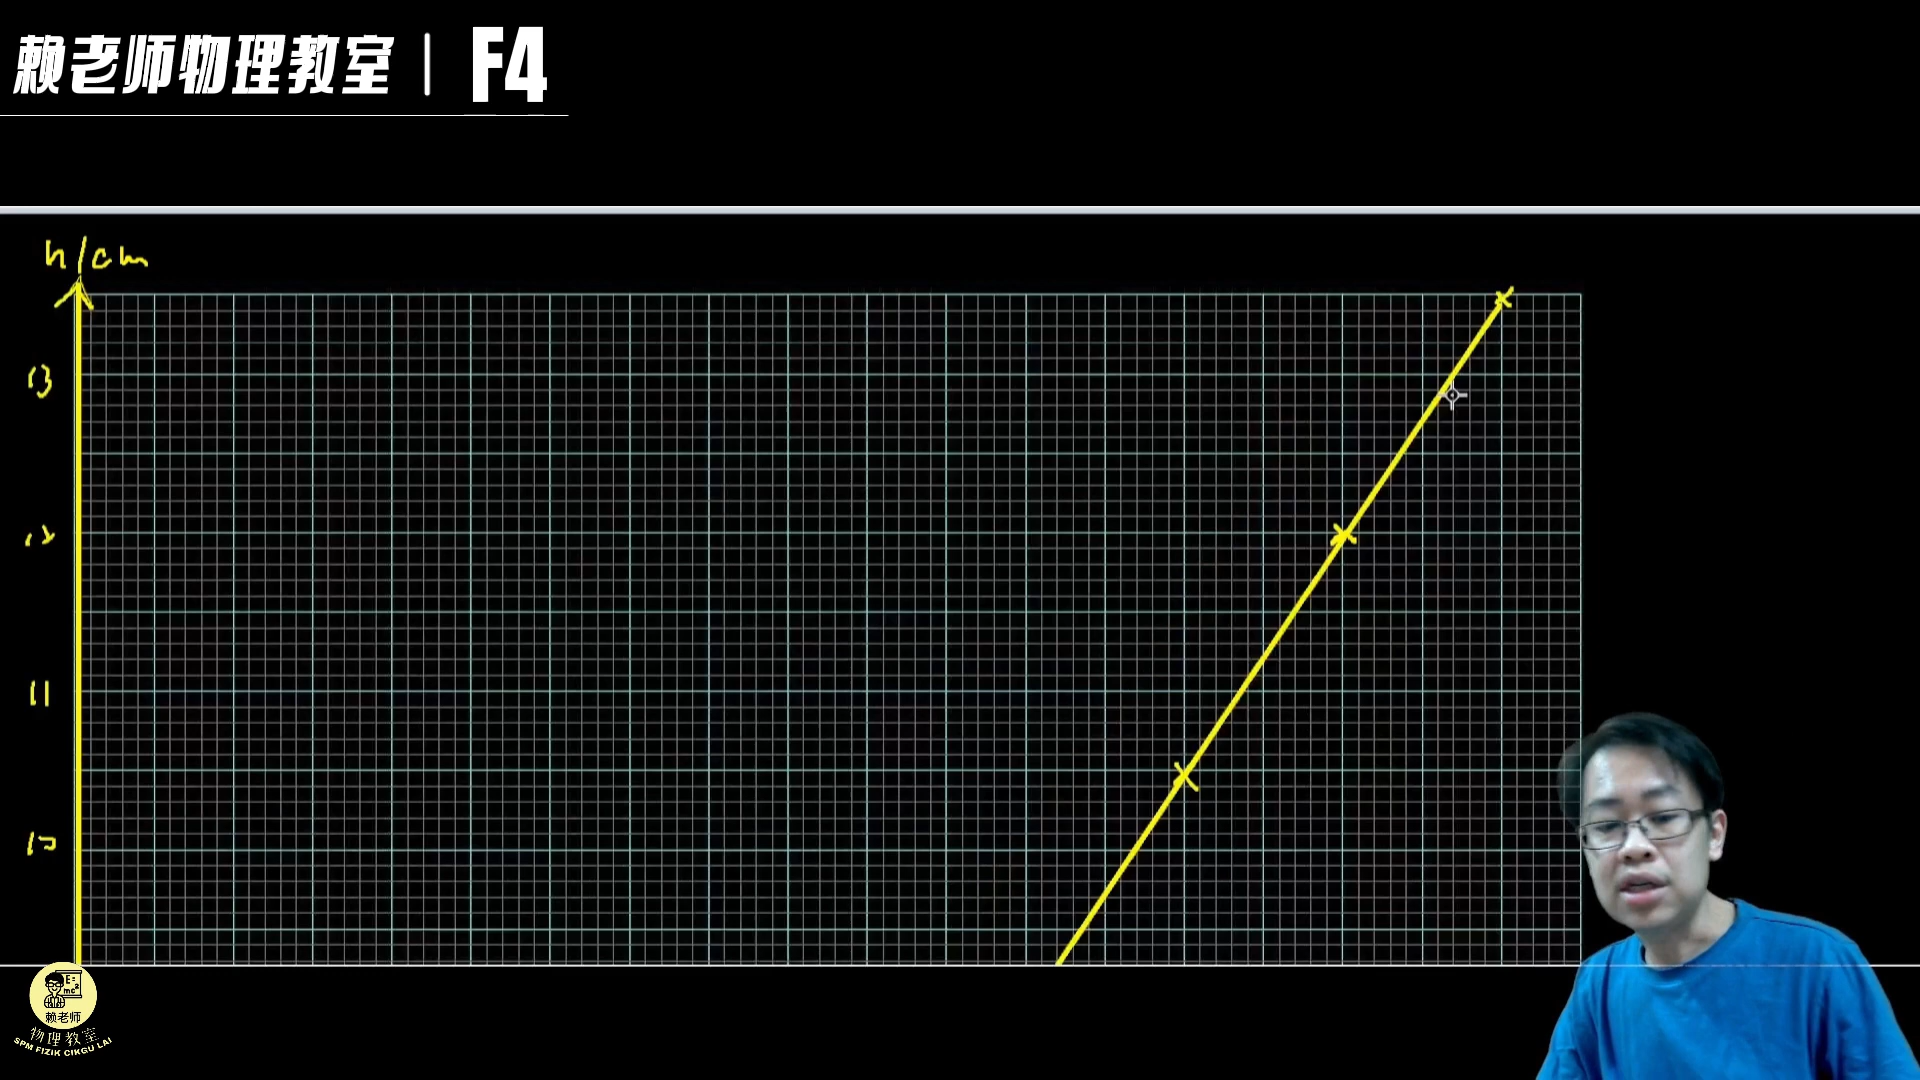 赖老师物理教室 | F4
h/cm
13
12
11
10
E=
mc²
赖老师
物理教室
SPM FIZIK CIKGU LAI